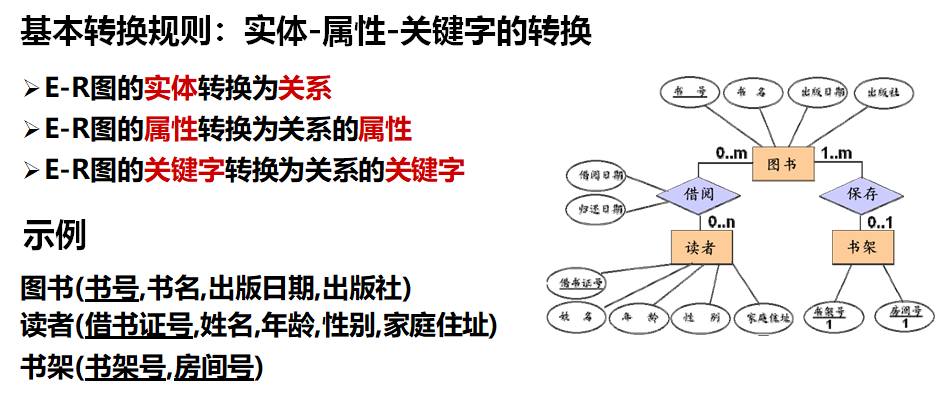 基本转换规则：实体-属性-关键字的转换
➢E-R图的实体转换为关系
➢E-R图的属性转换为关系的属性
➢E-R图的关键字转换为关系的关键字
示例
图书(书号,书名,出版日期,出版社)
读者(借书证号,姓名,年龄,性别,家庭住址)
书架(书架号,房间号)
书 号
书 名
出版日期
出版社
0..m
图书
1..m
借阅日期
归还日期
借阅
保存
0..n
0..1
读者
书架
借书证号
姓 名
年 龄
性 别
家庭住址
书架号
1
房间号
1